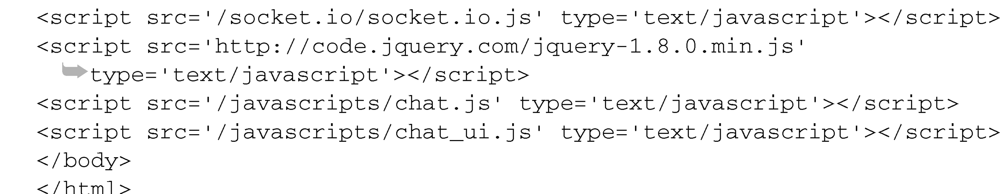 <script src='/socket.io/socket.io.js' type='text/javascript'></script>
<script src='http://code.jquery.com/jquery-1.8.0.min.js'
type='text/javascript'></script>
<script src='/javascripts/chat.js' type='text/javascript'></script>
<script src='/javascripts/chat_ui.js' type='text/javascript'></script>
</body>
</html>